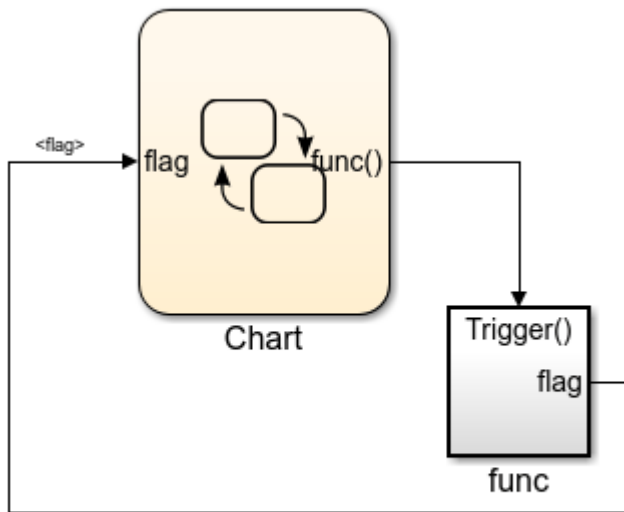 <flag>
flag
func()
Chart
Trigger()
flag
func